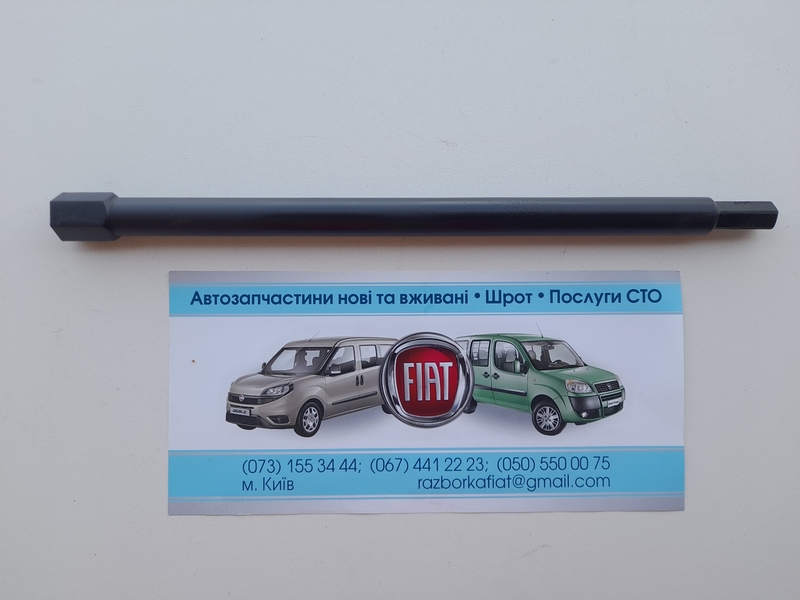 Автозапчастини нові та вживані • Шрот • Послуги СТО
FIAT
(073) 155 34 44; (067) 441 22 23; (050) 550 00 75
м. Київ razborkafiat@gmail.com